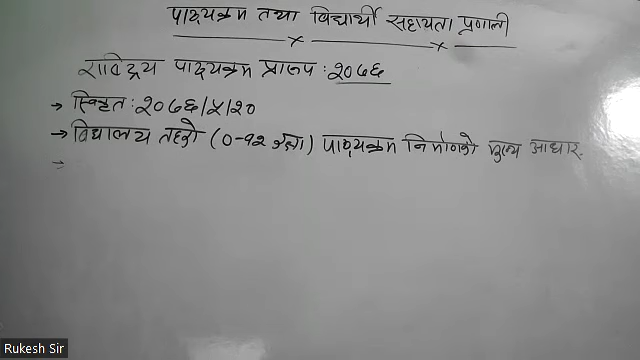 पाठ्यक्रम तथा विद्यार्थी सहायता प्रणाली
राष्ट्रिय पाठ्यक्रम प्रारूप : २०७६
→ स्विकृत : २०७६/५/२०
→ विद्यालय तहको (०-१२ कक्षा) पाठ्यक्रम निर्माणको मूल्य आधार.
→
Rukesh Sir